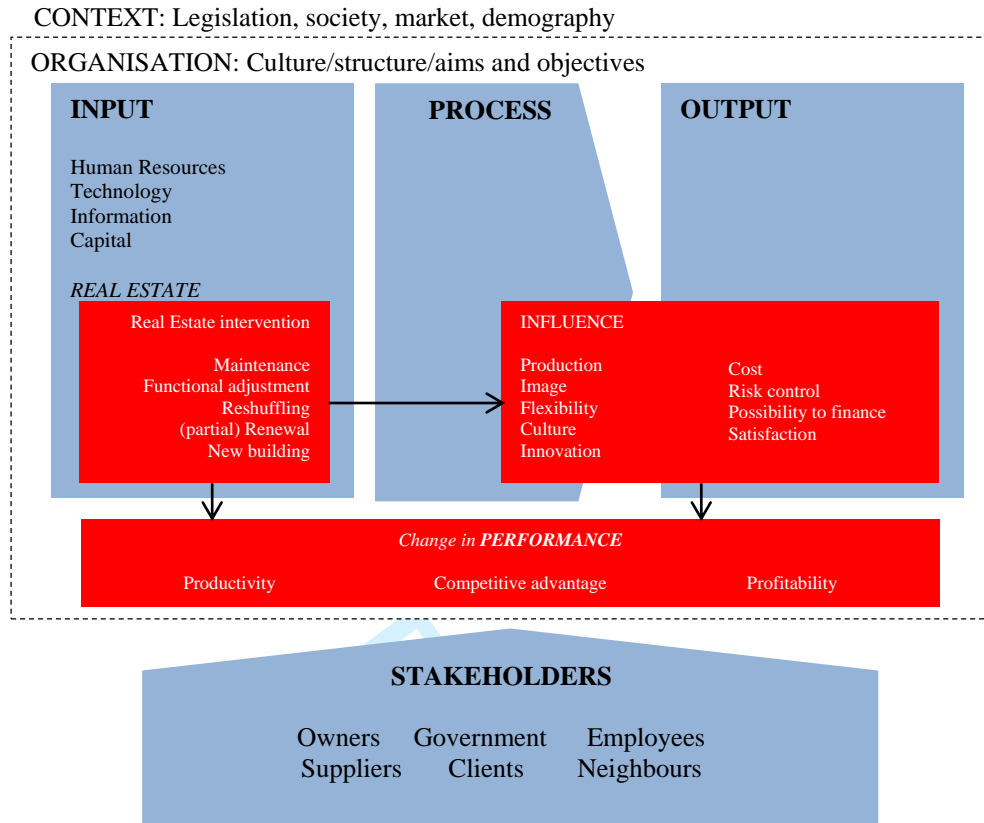 CONTEXT: Legislation, society, market, demography
ORGANISATION: Culture/structure/aims and objectives
INPUT
Human Resources
Technology
Information
Capital
REAL ESTATE
Real Estate intervention
Maintenance
Functional adjustment
Reshuffling
(partial) Renewal
New building
PROCESS
OUTPUT
INFLUENCE
Production
Image
Flexibility
Culture
Innovation
Cost
Risk control
Possibility to finance
Satisfaction
Change in PERFORMANCE
Productivity Competitive advantage Profitability
STAKEHOLDERS
Owners Government Employees
Suppliers Clients Neighbours